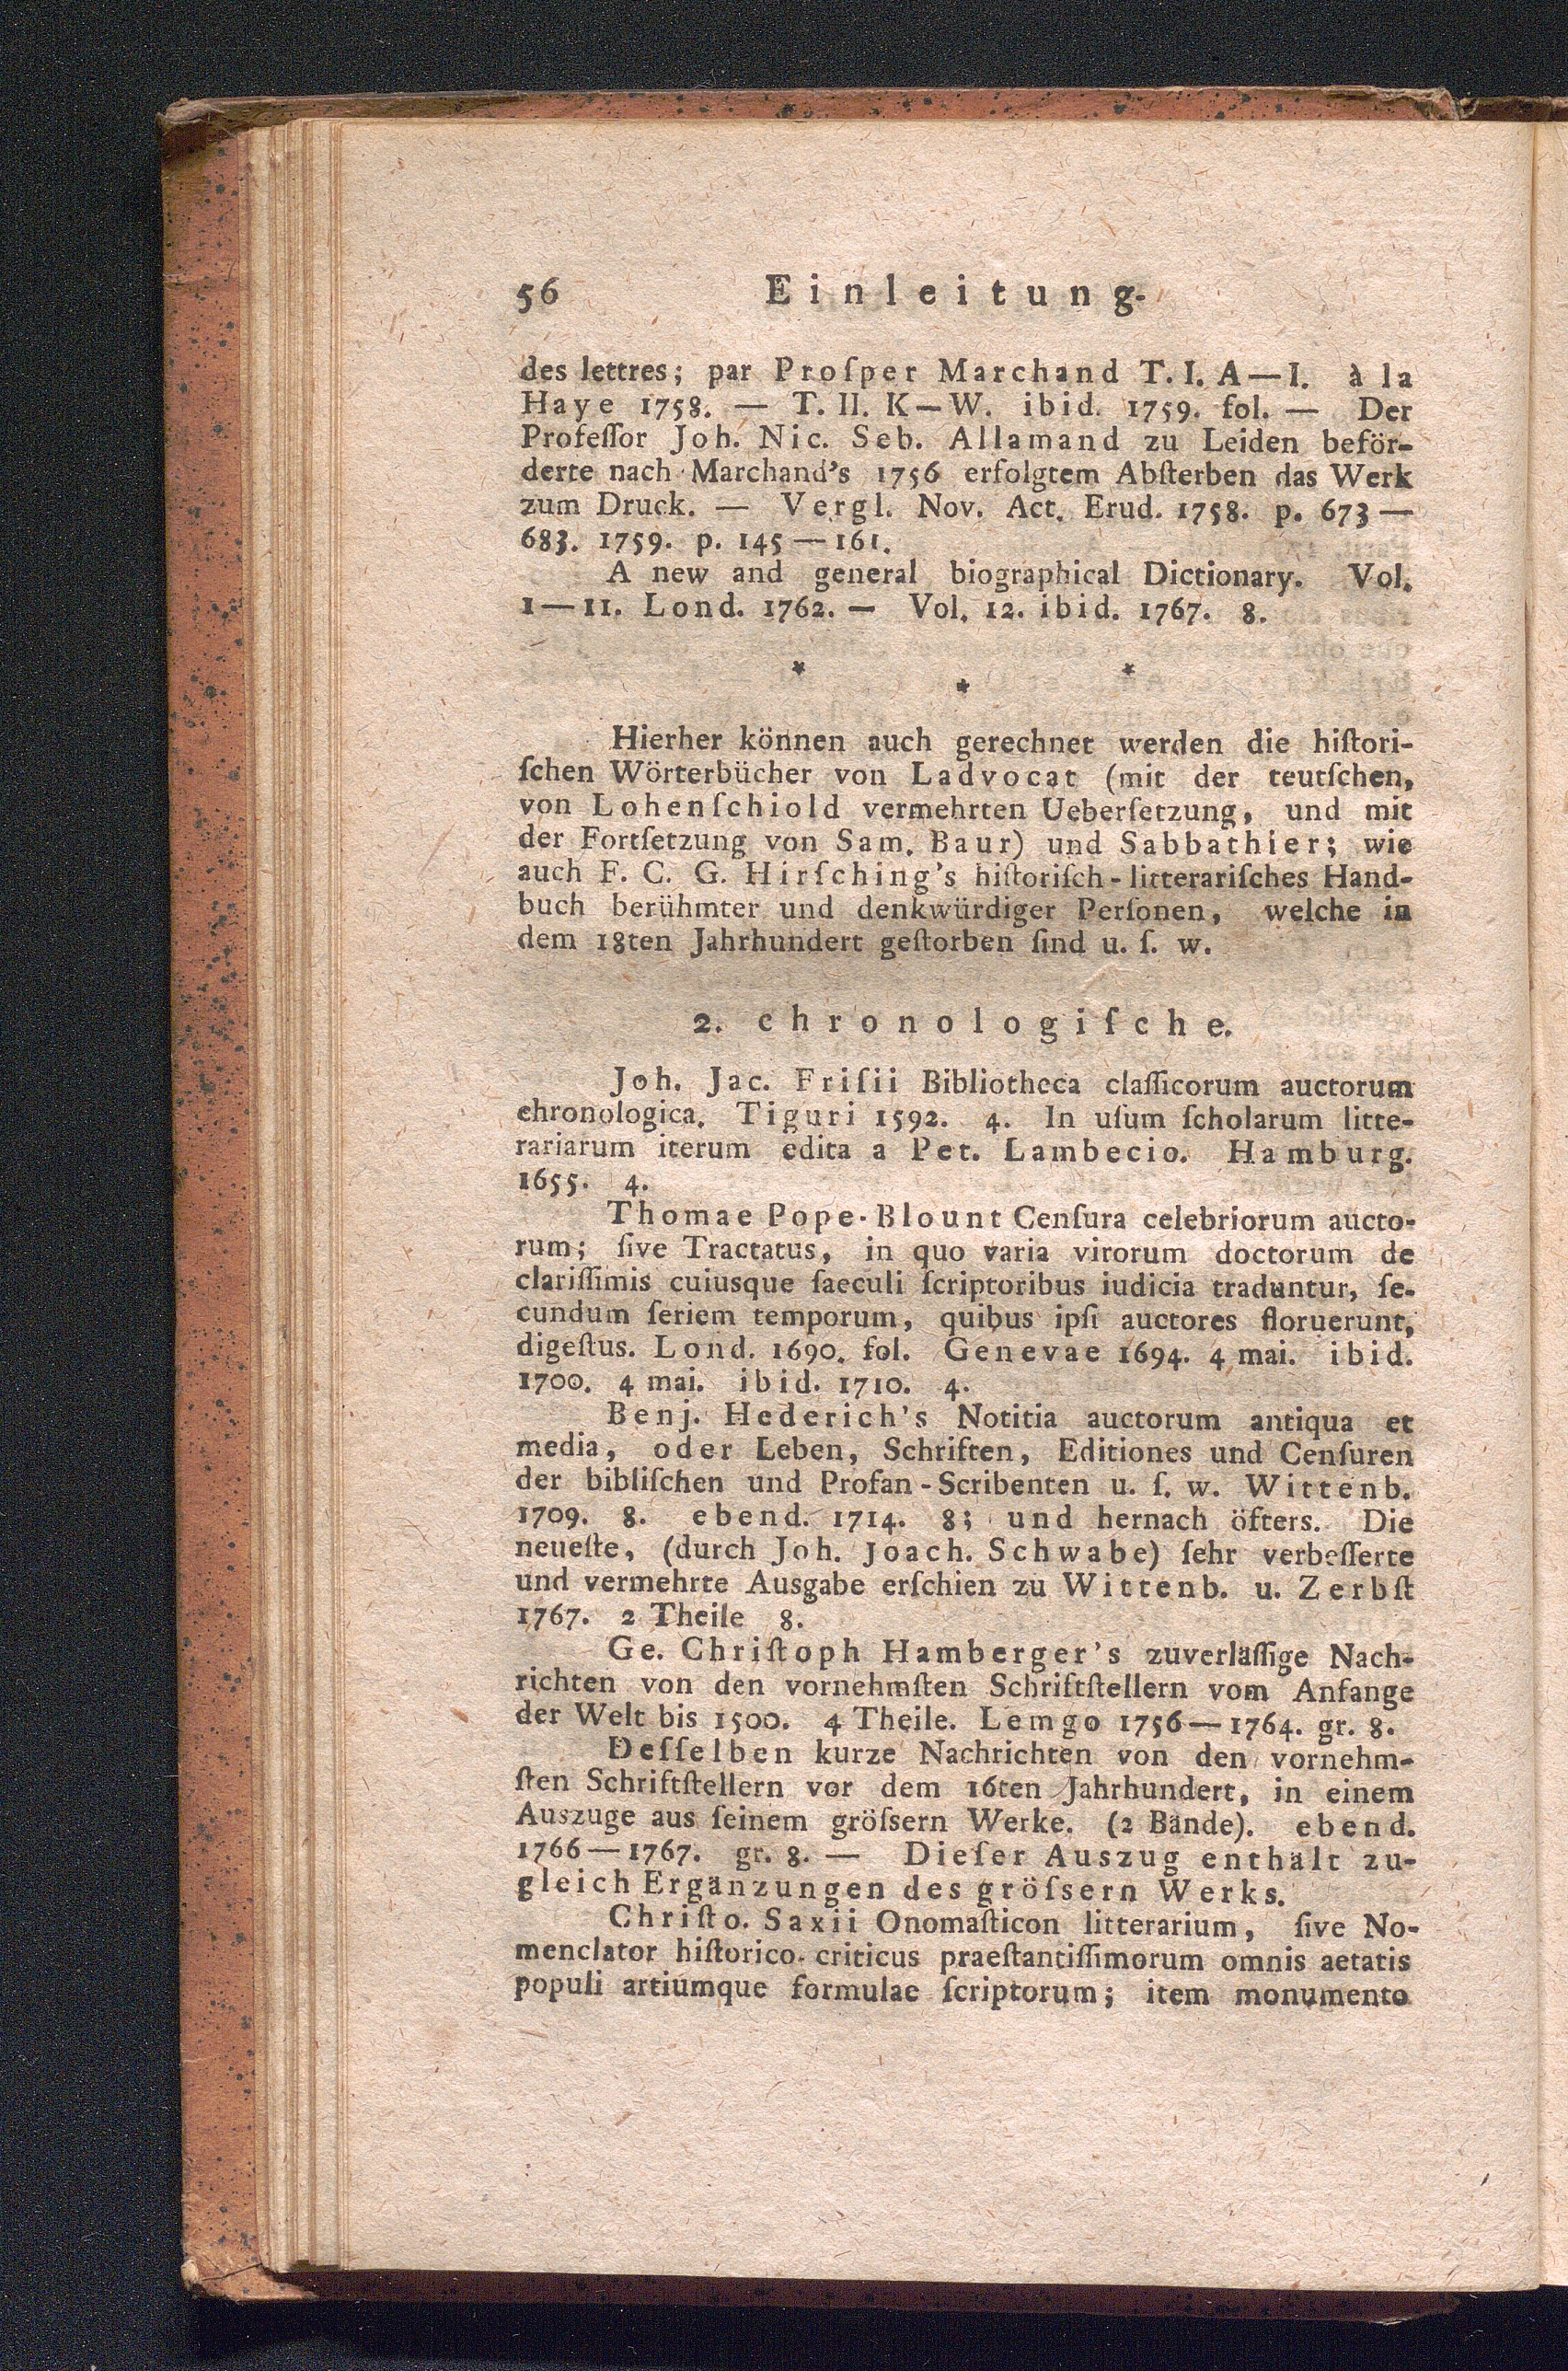 56 Einleitung.
des lettres; par Proſper Marchand T. I. A—I. à la
Haye 1758. — T. II. K—W. ibid. 1759. fol. — Der
Profeſſor Joh. Nic. Seb. Allamand zu Leiden beför-
derte nach Marchand's 1756 erfolgtem Abſterben das Werk
zum Druck. — Vergl. Nov. Act. Erud. 1758. p. 673—
683. 1759. p. 145—161.
A new and general biographical Dictionary. Vol.
1—11. Lond. 1762. — Vol. 12. ibid. 1767. 8.
* * *
Hierher können auch gerechnet werden die hiſtori-
ſchen Wörterbücher von Ladvocat (mit der teutſchen,
von Lohenſchiold vermehrten Ueberſetzung, und mit
der Fortſetzung von Sam. Baur) und Sabbathier; wie
auch F. C. G. Hirſching's hiſtoriſch-litterariſches Hand-
buch berühmter und denkwürdiger Perſonen, welche in
dem 18ten Jahrhundert geſtorben ſind u. ſ. w.
2. chronologiſche.
Joh. Jac. Friſii Bibliotheca claſſicorum auctorum
chronologica. Tiguri 1592. 4. In uſum ſcholarum litte-
rariarum iterum edita a Pet. Lambecio. Hamburg.
1655. 4.
Thomae Pope-Blount Cenſura celebriorum aucto-
rum; ſive Tractatus, in quo varia virorum doctorum de
clariſſimis cuiusque ſaeculi ſcriptoribus iudicia traduntur, ſe-
cundum ſeriem temporum, quibus ipſi auctores floruerunt,
digeſtus. Lond. 1690. fol. Genevae 1694. 4 mai. ibid.
1700. 4 mai. ibid. 1710. 4.
Benj. Hederich's Notitia auctorum antiqua et
media, oder Leben, Schriften, Editiones und Cenſuren
der bibliſchen und Profan-Scribenten u. ſ. w. Wittenb.
1709. 8. ebend. 1714. 8; und hernach öfters. Die
neueſte, (durch Joh. Joach. Schwabe) ſehr verbeſſerte
und vermehrte Ausgabe erſchien zu Wittenb. u. Zerbſt
1767. 2 Theile 8.
Ge. Chriſtoph Hamberger's zuverläſſige Nach-
richten von den vornehmſten Schriftſtellern vom Anfange
der Welt bis 1500. 4 Theile. Lemgo 1756—1764. gr. 8.
Deſſelben kurze Nachrichten von den vornehm-
ſten Schriftſtellern vor dem 16ten Jahrhundert, in einem
Auszuge aus ſeinem gröſsern Werke. (2 Bände). ebend.
1766—1767. gr. 8. — Dieſer Auszug enthält zu-
gleich Ergänzungen des gröſsern Werks.
Chriſto. Saxii Onomaſticon litterarium, ſive No-
menclator hiſtorico-criticus praeſtantiſſimorum omnis aetatis
populi artiumque formulae ſcriptorum; item monumento